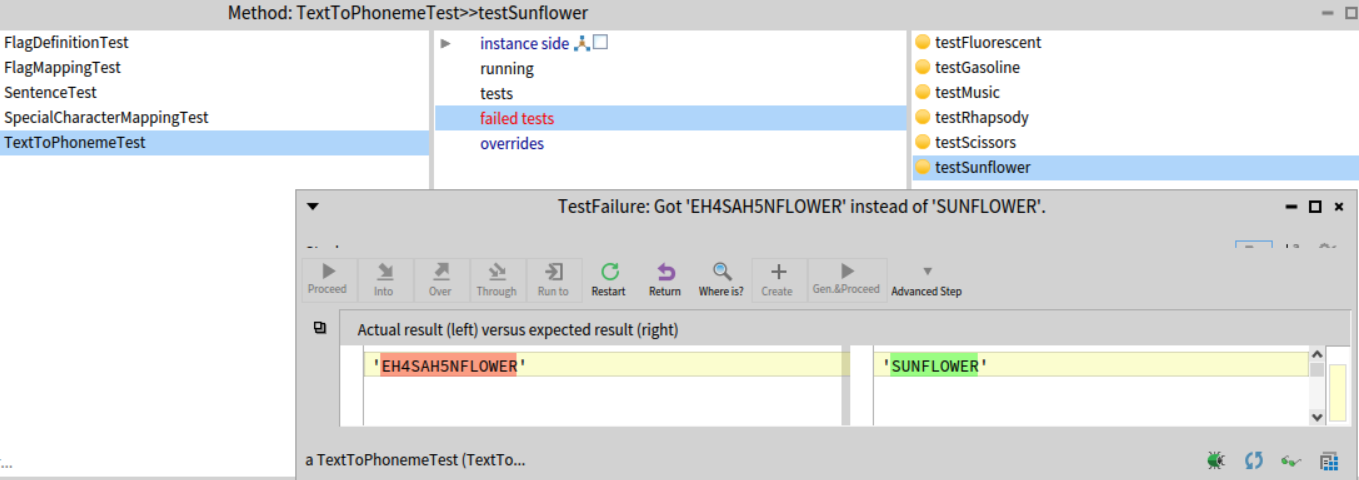 Method: TextToPhonemeTest>>testSunflower
FlagDefinitionTest
FlagMappingTest
SentenceTest
SpecialCharacterMappingTest
TextToPhonemeTest
instance side
running
tests
failed tests
overrides
testFluorescent
testGasoline
testMusic
testRhapsody
testScissors
testSunflower
TestFailure: Got 'EH4SAH5NFLOWER' instead of 'SUNFLOWER'.
Proceed Into Over Through Run to Restart Return Where is? Create Gen.&Proceed Advanced Step
Actual result (left) versus expected result (right)
'EH4SAH5NFLOWER' 'SUNFLOWER'
a TextToPhonemeTest (TextTo...